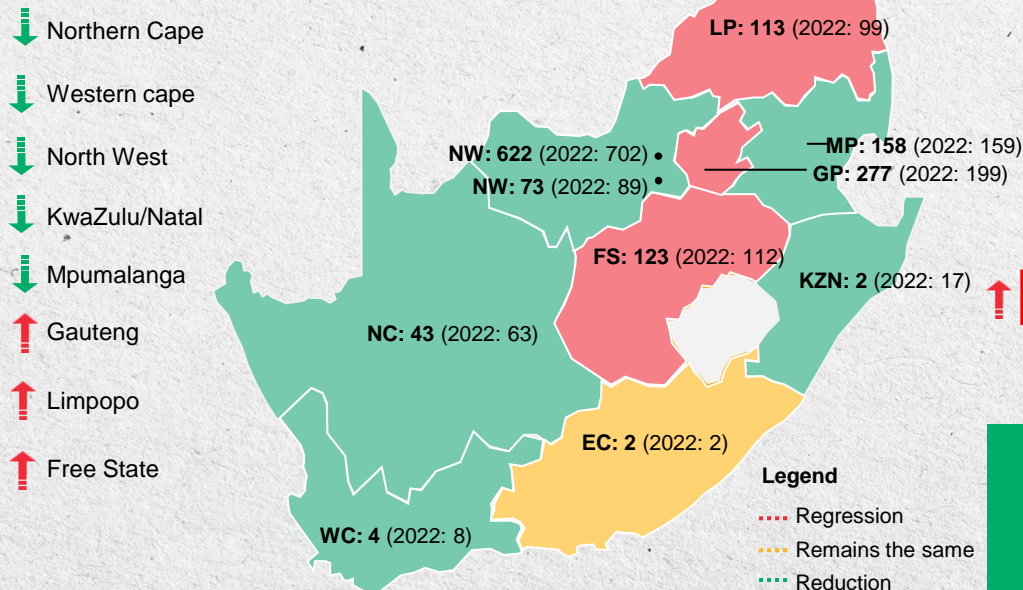 Northern Cape
Western cape
North West
KwaZulu/Natal
Mpumalanga
Gauteng
Limpopo
Free State
LP: 113 (2022: 99)
NW: 622 (2022: 702)
NW: 73 (2022: 89)
MP: 158 (2022: 159)
GP: 277 (2022: 199)
FS: 123 (2022: 112)
KZN: 2 (2022: 17)
NC: 43 (2022: 63)
EC: 2 (2022: 2)
WC: 4 (2022: 8)
Legend
Regression
Remains the same
Reduction